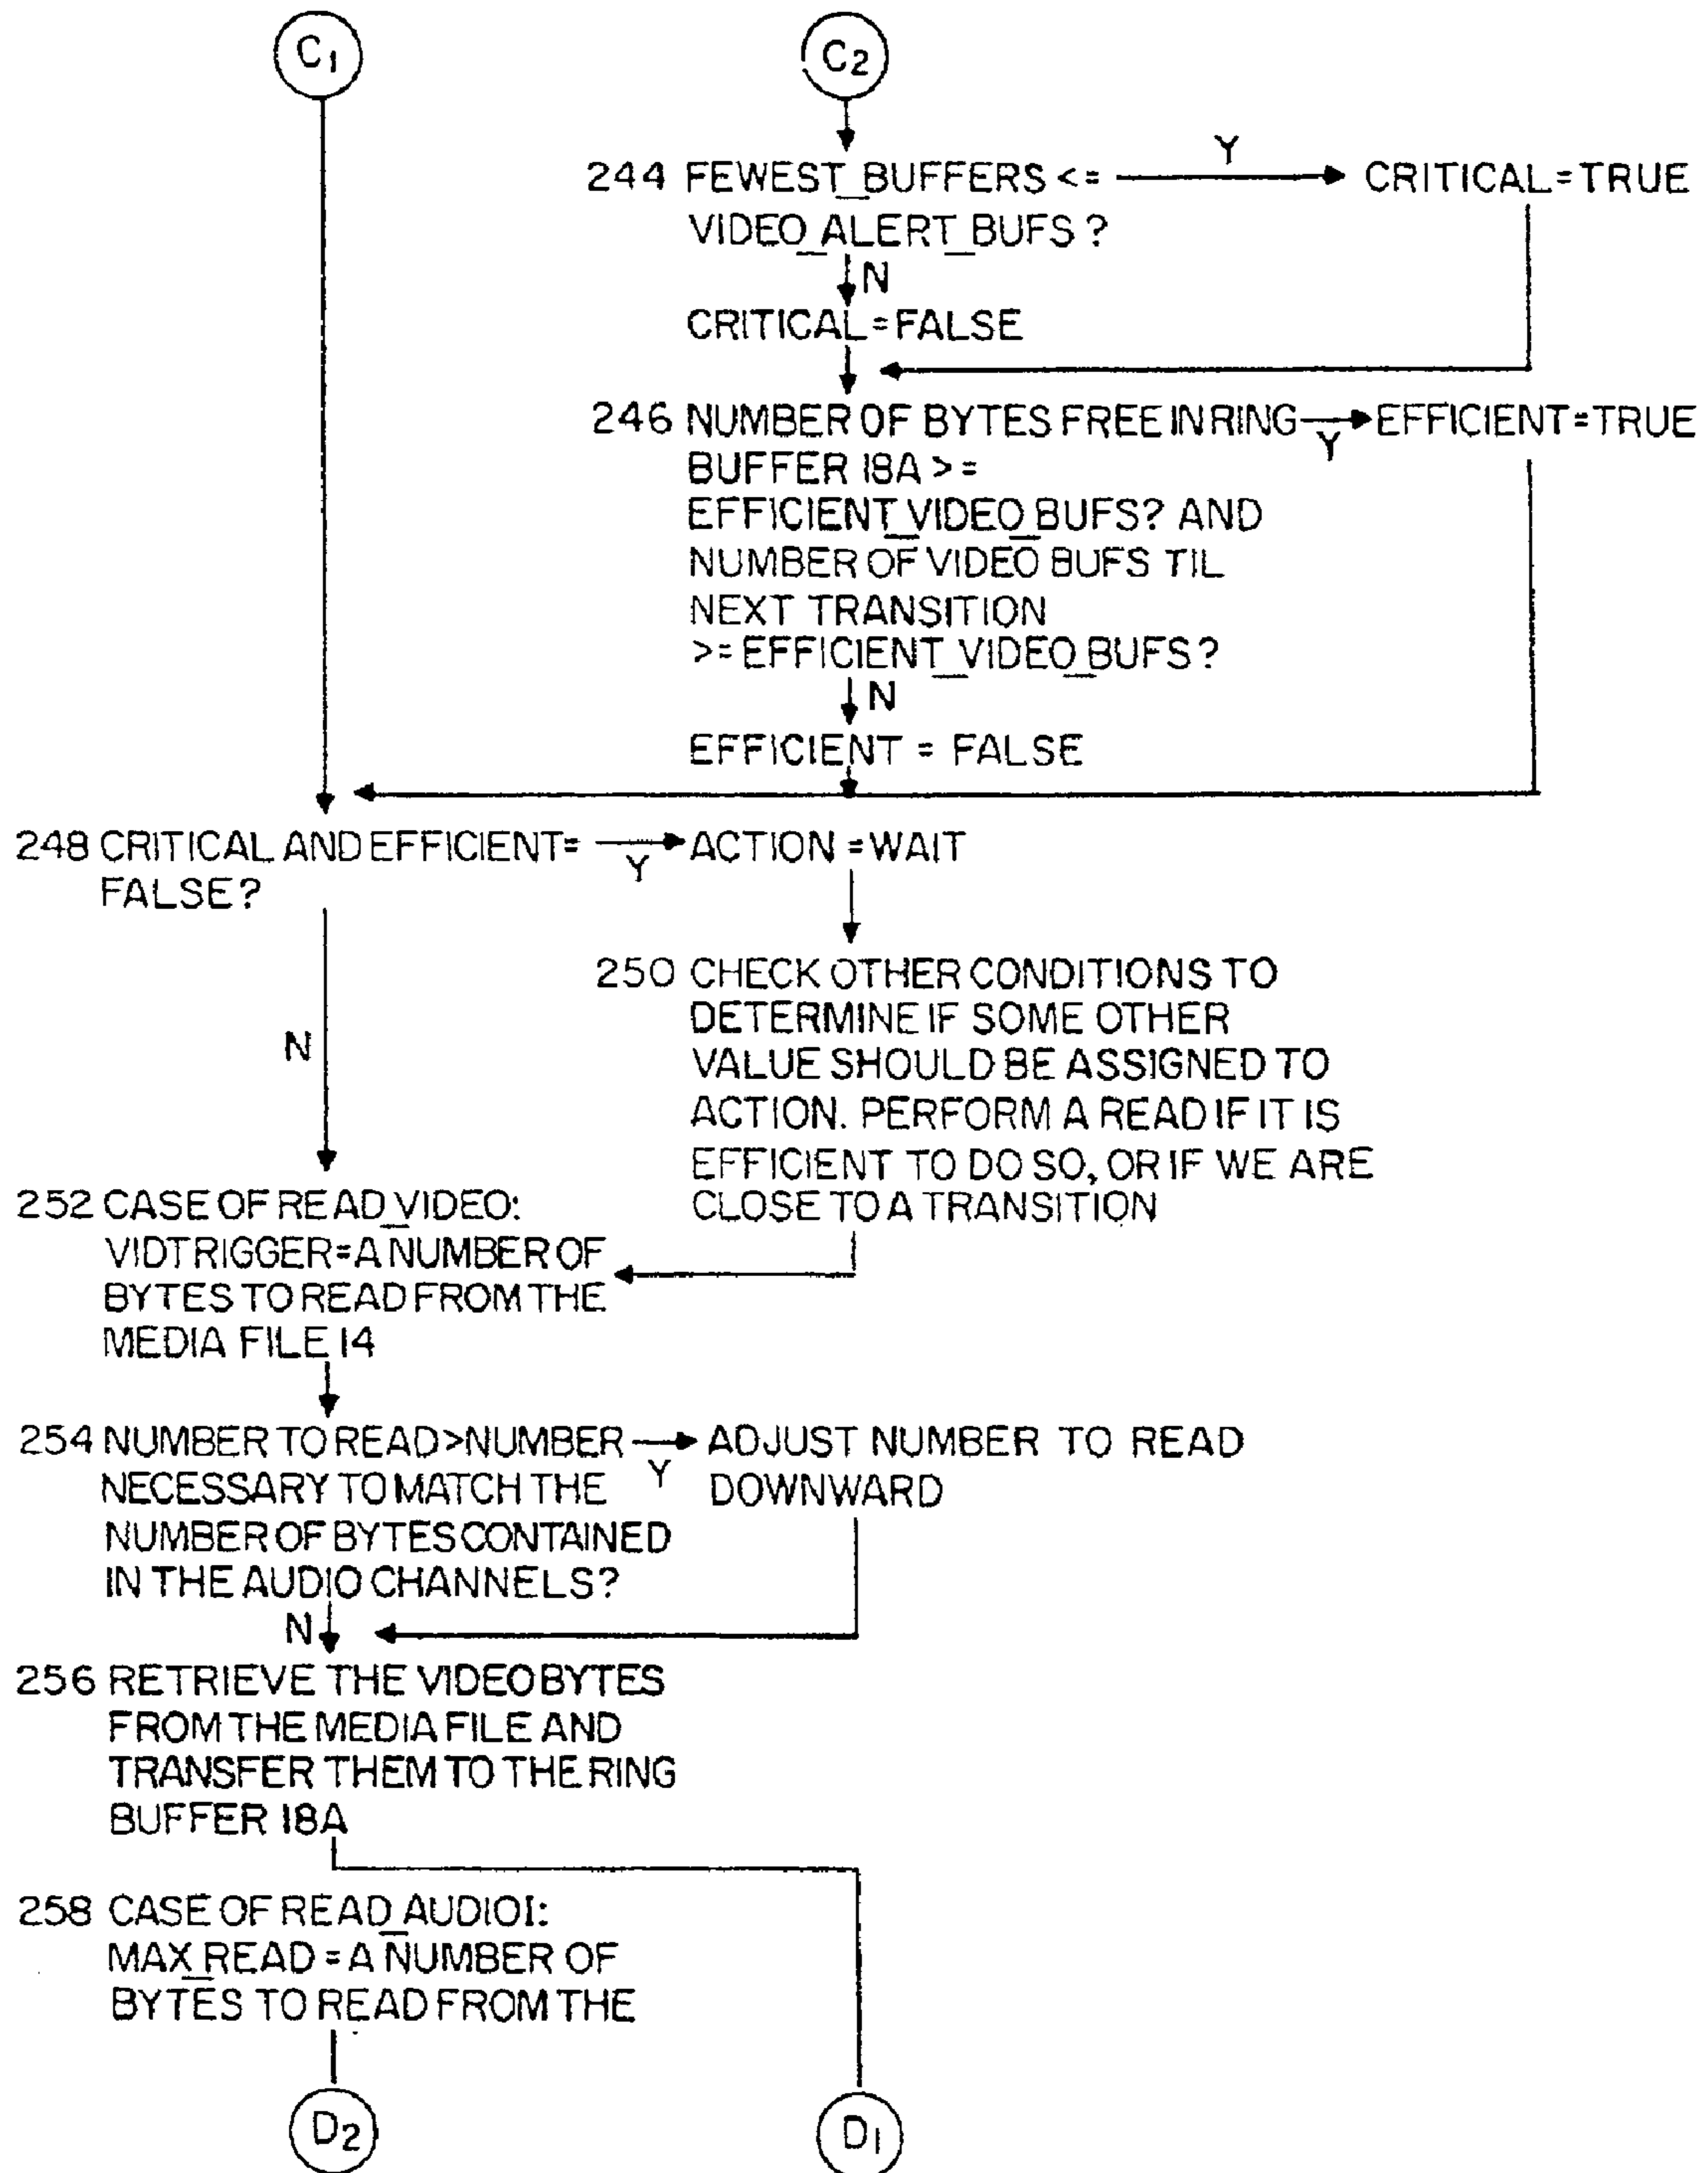 C1
C2
244 FEWEST_BUFFERS <=
VIDEO_ALERT_BUFS?
Y
CRITICAL=TRUE
N
CRITICAL=FALSE
246 NUMBER OF BYTES FREE IN RING
BUFFER 18A >=
EFFICIENT_VIDEO_BUFS? AND
NUMBER OF VIDEO BUFS TIL
NEXT TRANSITION
>=EFFICIENT_VIDEO_BUFS?
Y
EFFICIENT=TRUE
N
EFFICIENT = FALSE
248 CRITICAL AND EFFICIENT=
FALSE?
Y
ACTION =WAIT
N
250 CHECK OTHER CONDITIONS TO
DETERMINE IF SOME OTHER
VALUE SHOULD BE ASSIGNED TO
ACTION. PERFORM A READ IF IT IS
EFFICIENT TO DO SO, OR IF WE ARE
CLOSE TO A TRANSITION
252 CASE OF READ_VIDEO:
VIDTRIGGER=A NUMBER OF
BYTES TO READ FROM THE
MEDIA FILE 14
254 NUMBER TO READ>NUMBER
NECESSARY TO MATCH THE
NUMBER OF BYTES CONTAINED
IN THE AUDIO CHANNELS?
Y
ADJUST NUMBER TO READ
DOWNWARD
N
256 RETRIEVE THE VIDEO BYTES
FROM THE MEDIA FILE AND
TRANSFER THEM TO THE RING
BUFFER 18A
258 CASE OF READ_AUDIO1:
MAX_READ = A NUMBER OF
BYTES TO READ FROM THE
D2
D1